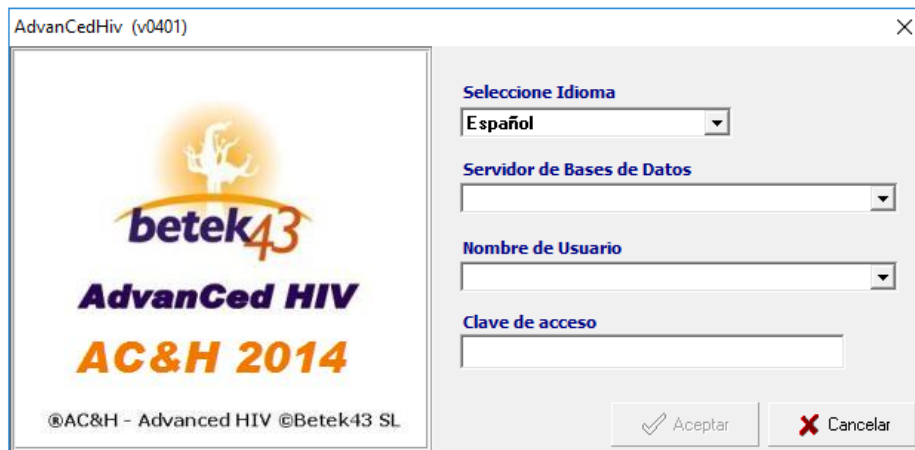 AdvanCedHiv (v0401)
betek43
AdvanCed HIV
AC&H 2014
®AC&H - Advanced HIV ©Betek43 SL
Seleccione Idioma
Español
Servidor de Bases de Datos
Nombre de Usuario
Clave de acceso
Aceptar
Cancelar